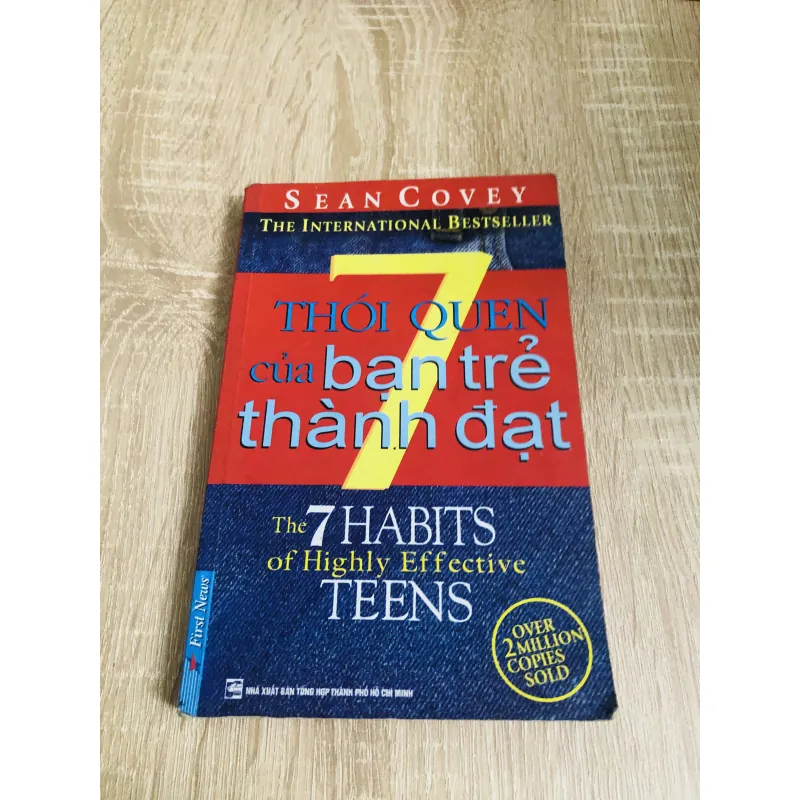 SEAN COVEY
THE INTERNATIONAL BESTSELLER
7
THÓI QUEN
của bạn trẻ
thành đạt
The 7 HABITS
of Highly Effective
TEENS
OVER
2 MILLION
COPIES
SOLD
First News
NHÀ XUẤT BẢN TỔNG HỢP THÀNH PHỐ HỒ CHÍ MINH